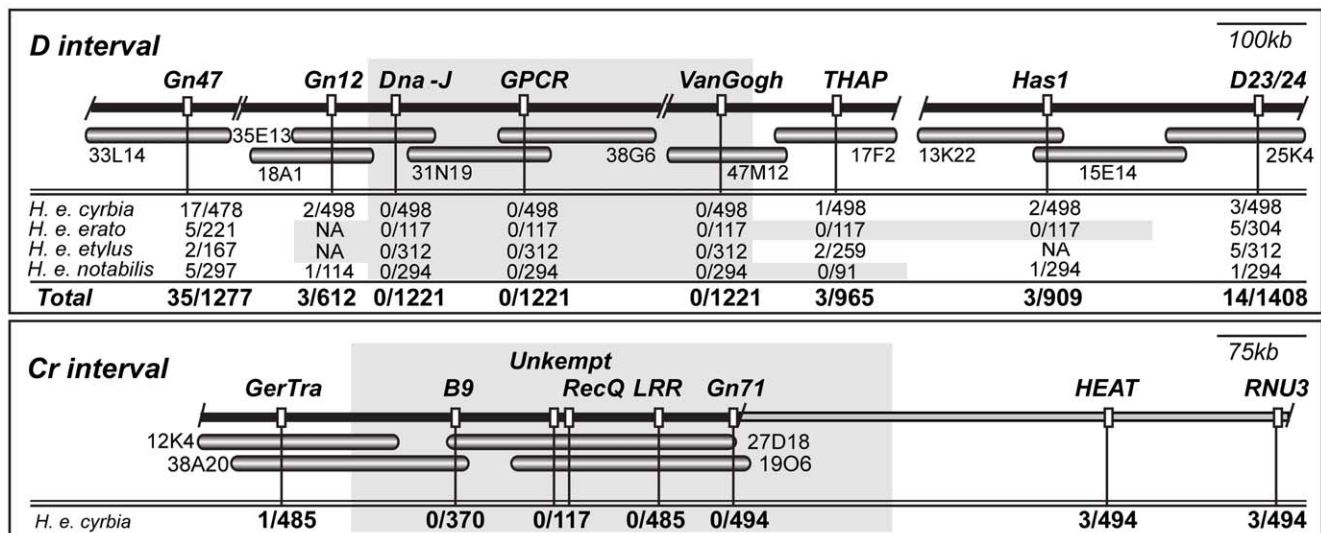 D interval
100kb
Gn47 Gn12 Dna -J GPCR VanGogh THAP Has1 D23/24
33L14 35E13 18A1 31N19 38G6 47M12 17F2 13K22 15E14 25K4
H. e. cyrbia 17/478 2/498 0/498 0/498 0/498 1/498 2/498 3/498
H. e. erato 5/221 NA 0/117 0/117 0/117 0/117 0/117 5/304
H. e. etylus 2/167 NA 0/312 0/312 0/312 2/259 NA 5/312
H. e. notabilis 5/297 1/114 0/294 0/294 0/294 0/91 1/294 1/294
Total 35/1277 3/612 0/1221 0/1221 0/1221 3/965 3/909 14/1408
75kb
Cr interval
Unkempt
GerTra B9 RecQ LRR Gn71 HEAT RNU3
12K4 27D18
38A20 19O6
H. e. cyrbia 1/485 0/370 0/117 0/485 0/494 3/494 3/494